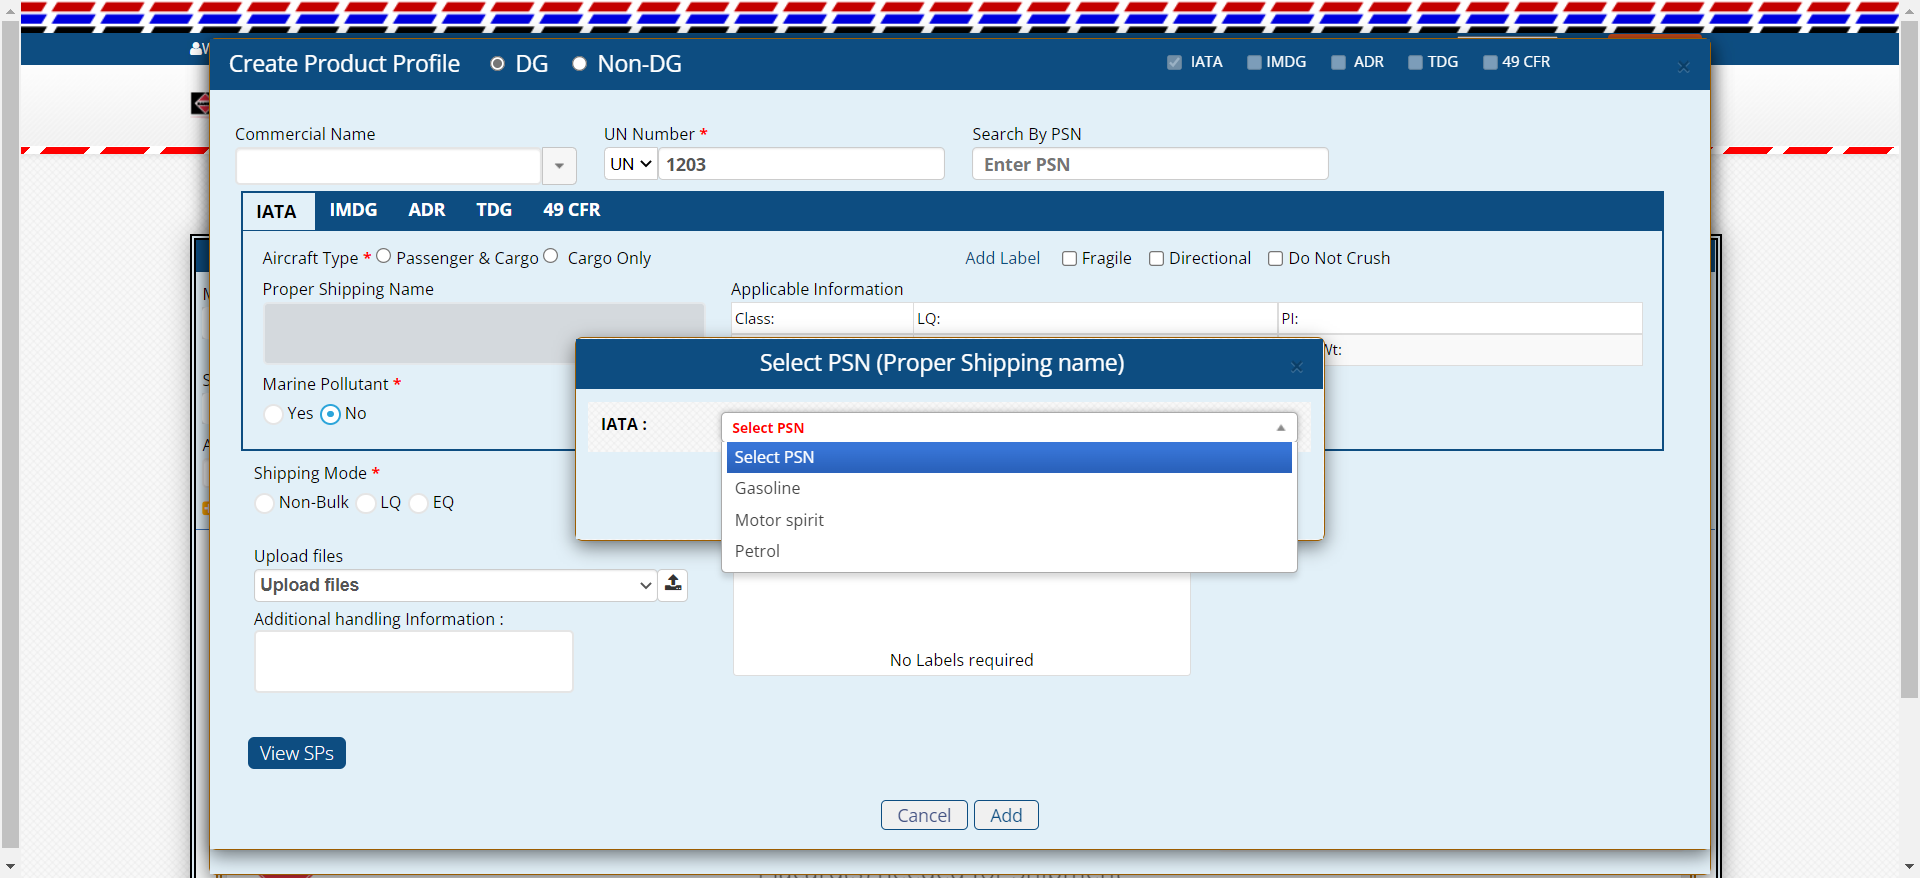 W
Create Product Profile DG Non-DG IATA IMDG ADR TDG 49 CFR ×
Commercial Name UN Number * Search By PSN
UN 1203 Enter PSN
IATA IMDG ADR TDG 49 CFR
Aircraft Type * Passenger & Cargo Cargo Only Add Label Fragile Directional Do Not Crush
Proper Shipping Name Applicable Information
Class: LQ: PI:
Wt:
Select PSN (Proper Shipping name) ×
Marine Pollutant *
Yes No
IATA : Select PSN
Select PSN
Gasoline
Motor spirit
Petrol
Shipping Mode *
Non-Bulk LQ EQ
Upload files
Upload files
Additional handling Information :
No Labels required
View SPs
Cancel Add